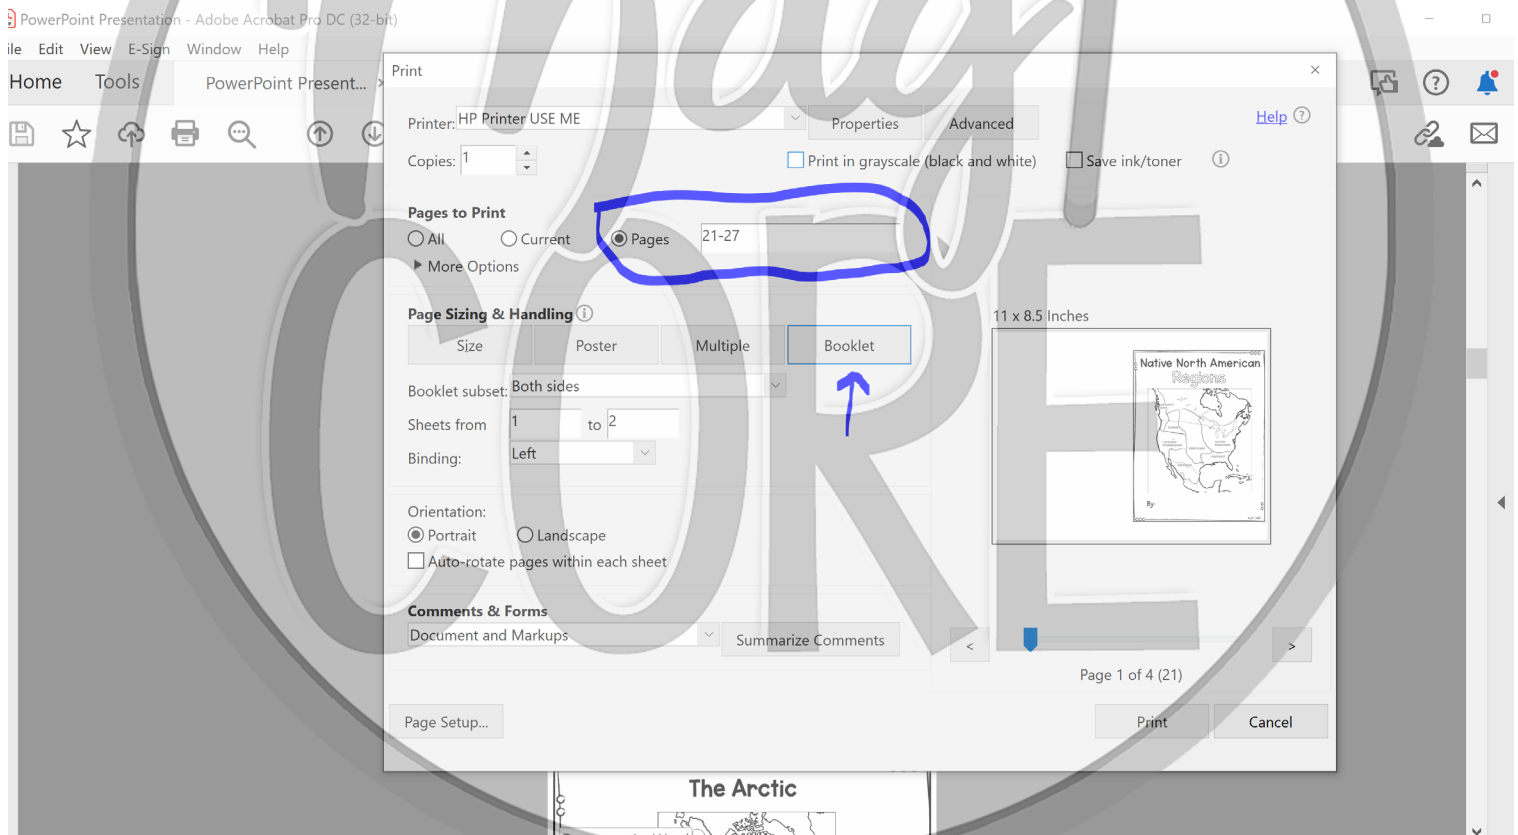 PowerPoint Presentation - Adobe Acrobat Pro DC (32-bit)
ile Edit View E-Sign Window Help
Home Tools PowerPoint Present... ×
Print
Printer: HP Printer USE ME Properties Advanced Help
Copies: 1 Print in grayscale (black and white) Save ink/toner
Pages to Print
All Current Pages 21-27
More Options
Page Sizing & Handling
Size Poster Multiple Booklet
Booklet subset: Both sides
Sheets from 1 to 2
Binding: Left
Orientation:
Portrait Landscape
Auto-rotate pages within each sheet
Comments & Forms
Document and Markups Summarize Comments
11 x 8.5 Inches
Native North American
Regions
By:
< >
Page 1 of 4 (21)
Page Setup... Print Cancel
The Arctic
CORE